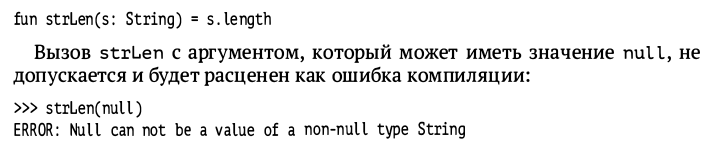 fun strLen(s: String) = s.length
Вызов strLen с аргументом, который может иметь значение null, не
допускается и будет расценен как ошибка компиляции:
>>> strLen(null)
ERROR: Null can not be a value of a non-null type String